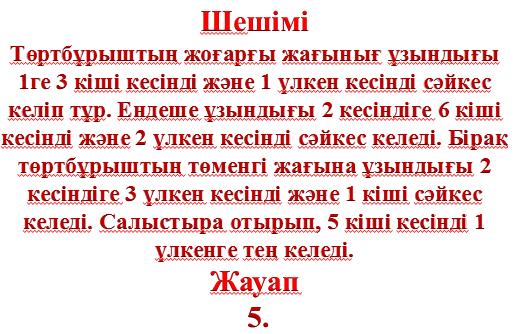 Шешімі
Төртбұрыштың жоғарғы жағынығ ұзындығы
1ге 3 кіші кесінді және 1 үлкен кесінді сәйкес
келіп тұр. Ендеше ұзындығы 2 кесіндіге 6 кіші
кесінді және 2 үлкен кесінді сәйкес келеді. Бірақ
төртбұрыштың төменгі жағына ұзындығы 2
кесіндіге 3 үлкен кесінді және 1 кіші сәйкес
келеді. Салыстыра отырып, 5 кіші кесінді 1
үлкенге тең келеді.
Жауап
5.